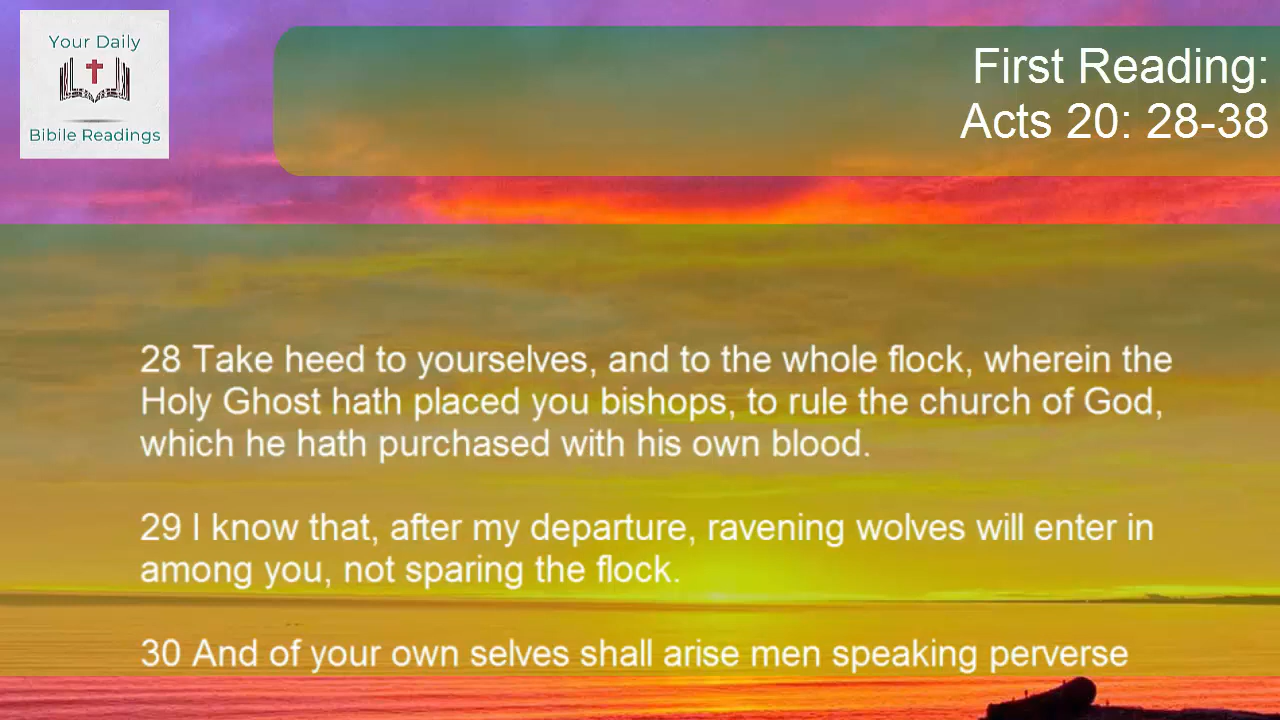 Your Daily
Bibile Readings
First Reading:
Acts 20: 28-38
28 Take heed to yourselves, and to the whole flock, wherein the
Holy Ghost hath placed you bishops, to rule the church of God,
which he hath purchased with his own blood.
29 I know that, after my departure, ravening wolves will enter in
among you, not sparing the flock.
30 And of your own selves shall arise men speaking perverse